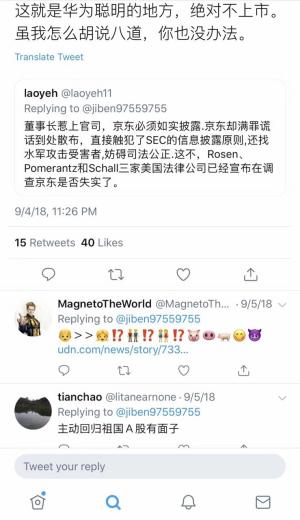 这就是华为聪明的地方，绝对不上市。
虽我怎么胡说八道，你也没办法。
Translate Tweet
laoyeh @laoyeh11
Replying to @jiben97559755
董事长惹上官司，京东必须如实披露.京东却满罪谎
话到处散布，直接触犯了SEC的信息披露原则,还找
水军攻击受害者,妨碍司法公正.这不，Rosen、
Pomerantz和Schall三家美国法律公司已经宣布在调
查京东是否失实了。
9/4/18, 11:26 PM
15 Retweets 40 Likes
MagnetoTheWorld @MagnetoTh... · 9/5/18
Replying to @jiben97559755
>> ⁉️ ⁉️ ⁉️
udn.com/news/story/733...
tianchao @litanearnone · 9/5/18
Replying to @jiben97559755
主动回归祖国A股有面子
Tweet your reply